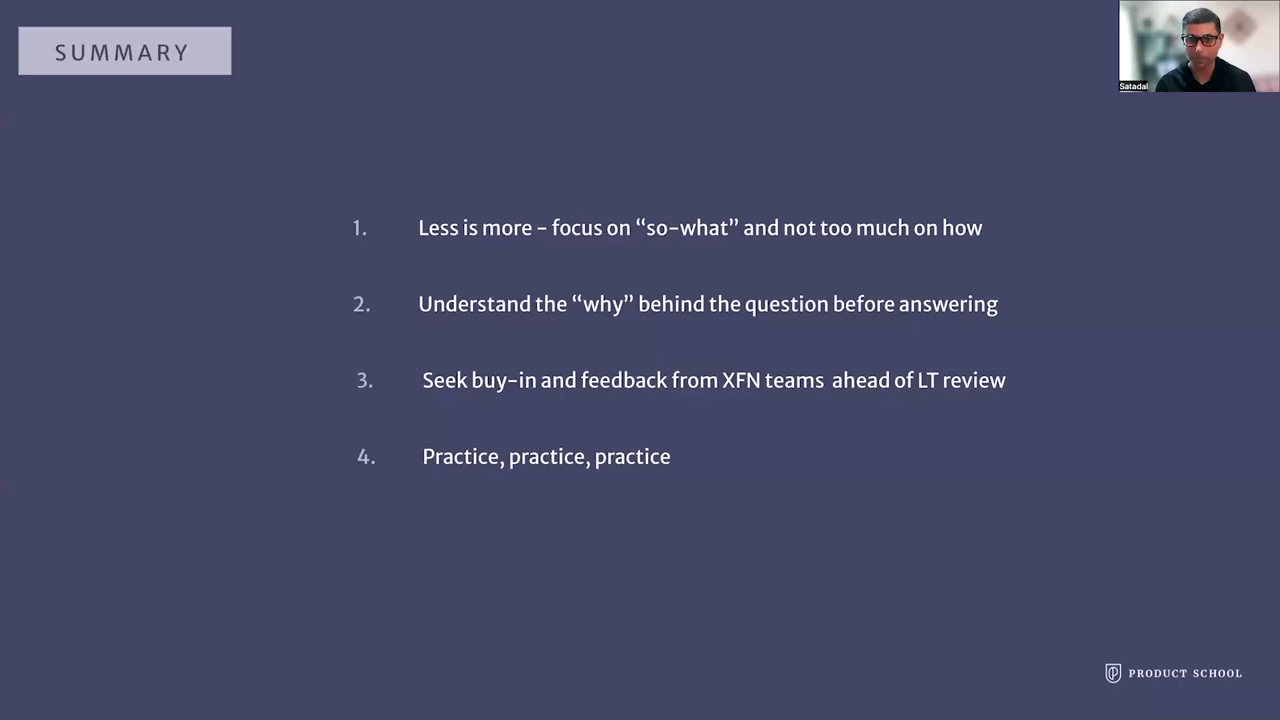 SUMMARY
Satadal
1. Less is more - focus on “so-what” and not too much on how
2. Understand the “why” behind the question before answering
3. Seek buy-in and feedback from XFN teams ahead of LT review
4. Practice, practice, practice
PRODUCT SCHOOL